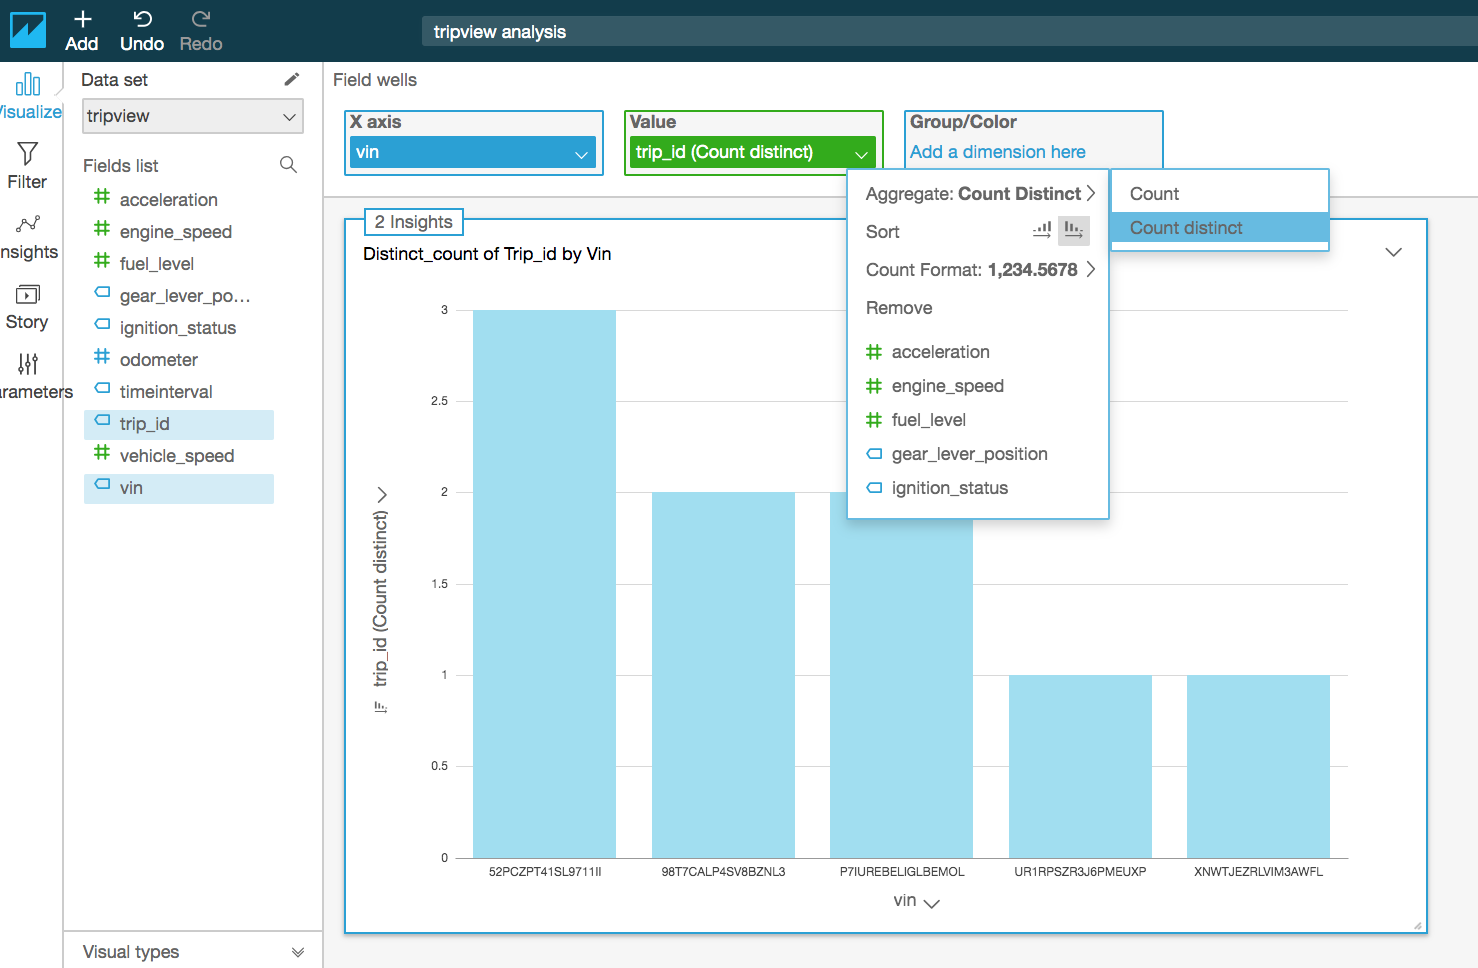 Add
Undo
Redo
tripview analysis
Visualize
Filter
Insights
Story
arameters
Data set
tripview
Fields list
acceleration
engine_speed
fuel_level
gear_lever_po...
ignition_status
odometer
timeinterval
trip_id
vehicle_speed
vin
Visual types
Field wells
X axis
vin
Value
trip_id (Count distinct)
Group/Color
Add a dimension here
Aggregate: Count Distinct
Sort
Count Format: 1,234.5678
Remove
acceleration
engine_speed
fuel_level
gear_lever_position
ignition_status
Count
Count distinct
2 Insights
Distinct_count of Trip_id by Vin
trip_id (Count distinct)
3
2.5
2
1.5
1
0.5
0
52PCZPT41SL9711II
98T7CALP4SV8BZNL3
P7IUREBELIGLBEMOL
UR1RPSZR3J6PMEUXP
XNWTJEZRLVIM3AWFL
vin